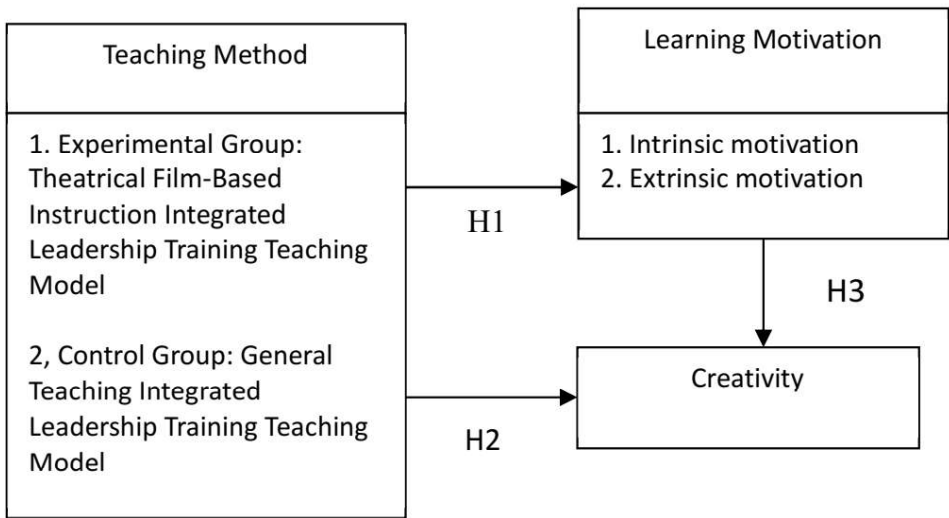 Teaching Method
1. Experimental Group:
Theatrical Film-Based
Instruction Integrated
Leadership Training Teaching
Model
2, Control Group: General
Teaching Integrated
Leadership Training Teaching
Model
H1
H2
Learning Motivation
1. Intrinsic motivation
2. Extrinsic motivation
H3
Creativity